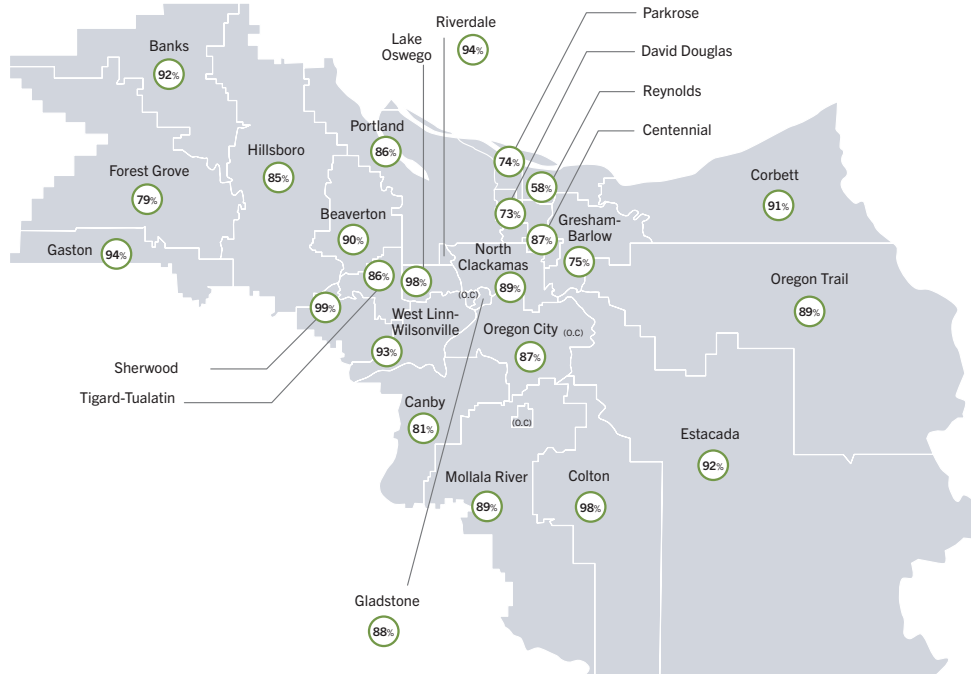 Riverdale
94%
Lake
Oswego
Parkrose
David Douglas
Reynolds
Centennial
Banks
92%
Portland
86%
Hillsboro
85%
74%
58%
Forest Grove
79%
Corbett
91%
73%
Beaverton
90%
87%
Gresham-
Barlow
75%
Gaston
94%
86%
98%
North
Clackamas
89%
(O.C)
Oregon Trail
89%
99%
West Linn-
Wilsonville
93%
Oregon City (O.C)
87%
Sherwood
Tigard-Tualatin
Canby
81%
(O.C)
Estacada
92%
Mollala River
89%
Colton
98%
Gladstone
88%